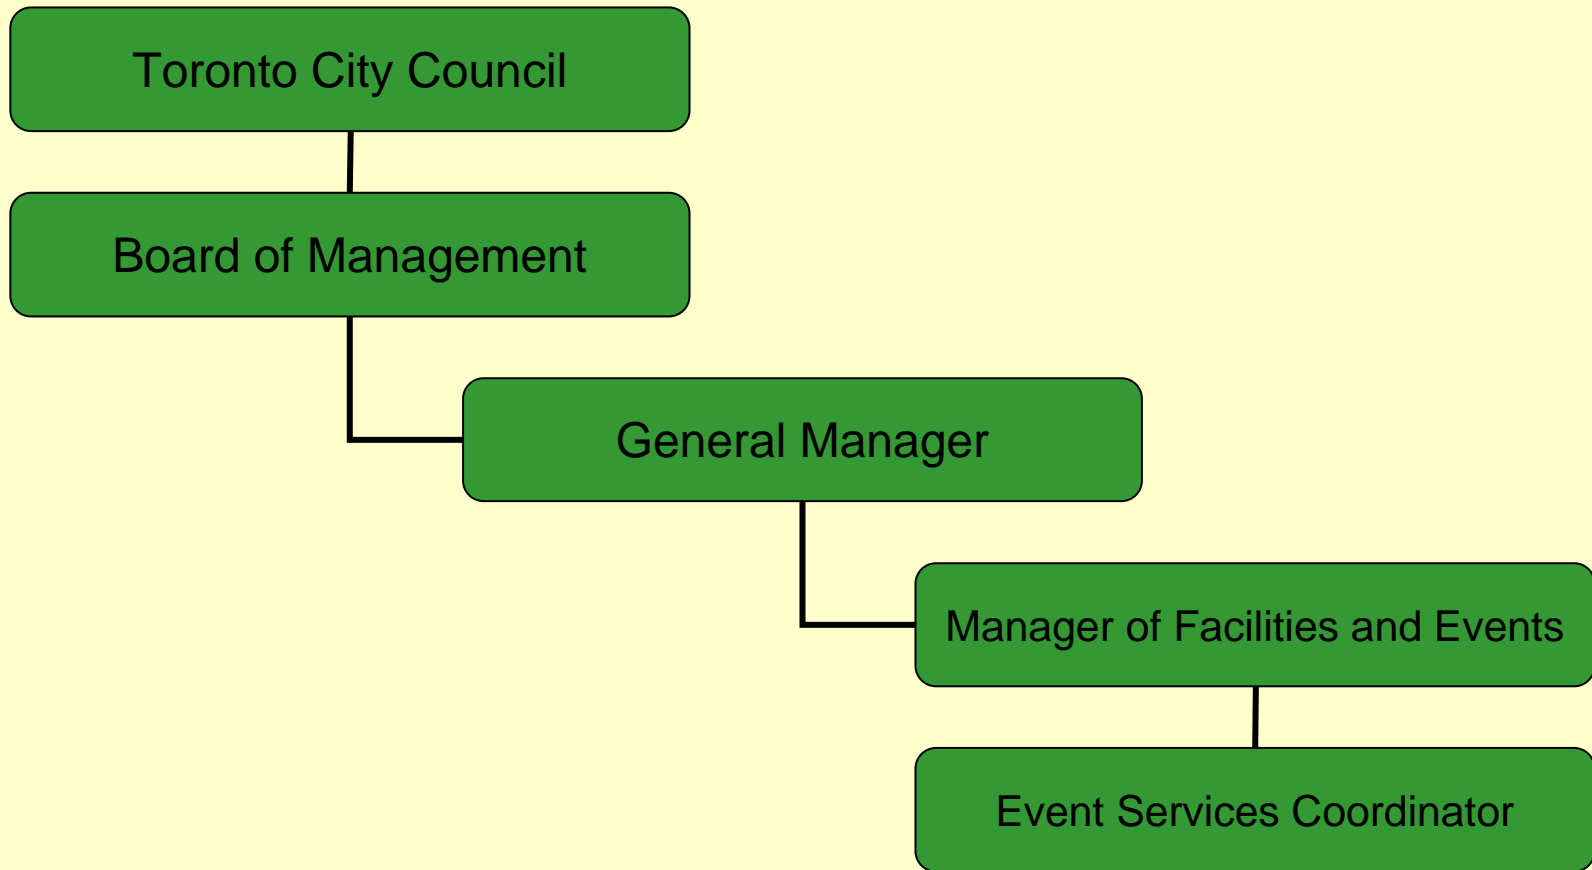 Toronto City Council
Board of Management
General Manager
Manager of Facilities and Events
Event Services Coordinator